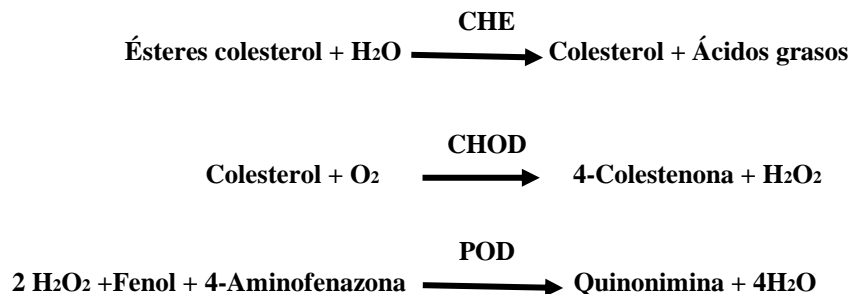 CHE
Ésteres colesterol + H₂O Colesterol + Ácidos grasos
CHOD
Colesterol + O₂ 4-Colestenona + H₂O₂
POD
2 H₂O₂ +Fenol + 4-Aminofenazona Quinonimina + 4H₂O